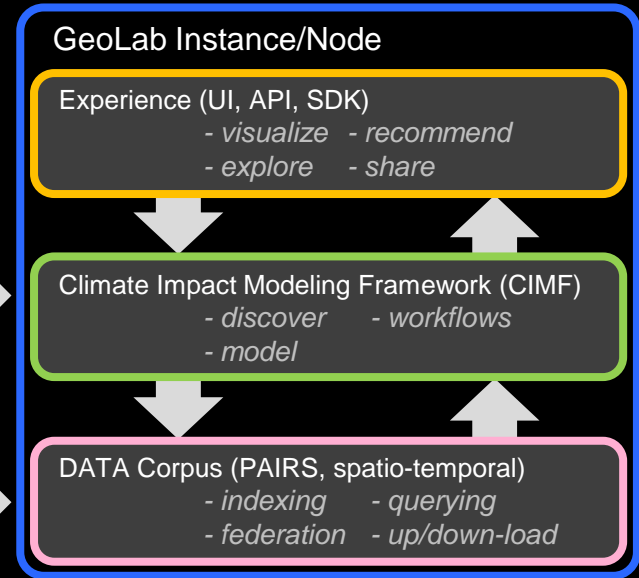 GeoLab Instance/Node
Experience (UI, API, SDK)
- visualize - recommend
- explore - share
Climate Impact Modeling Framework (CIMF)
- discover - workflows
- model
DATA Corpus (PAIRS, spatio-temporal)
- indexing - querying
- federation - up/down-load